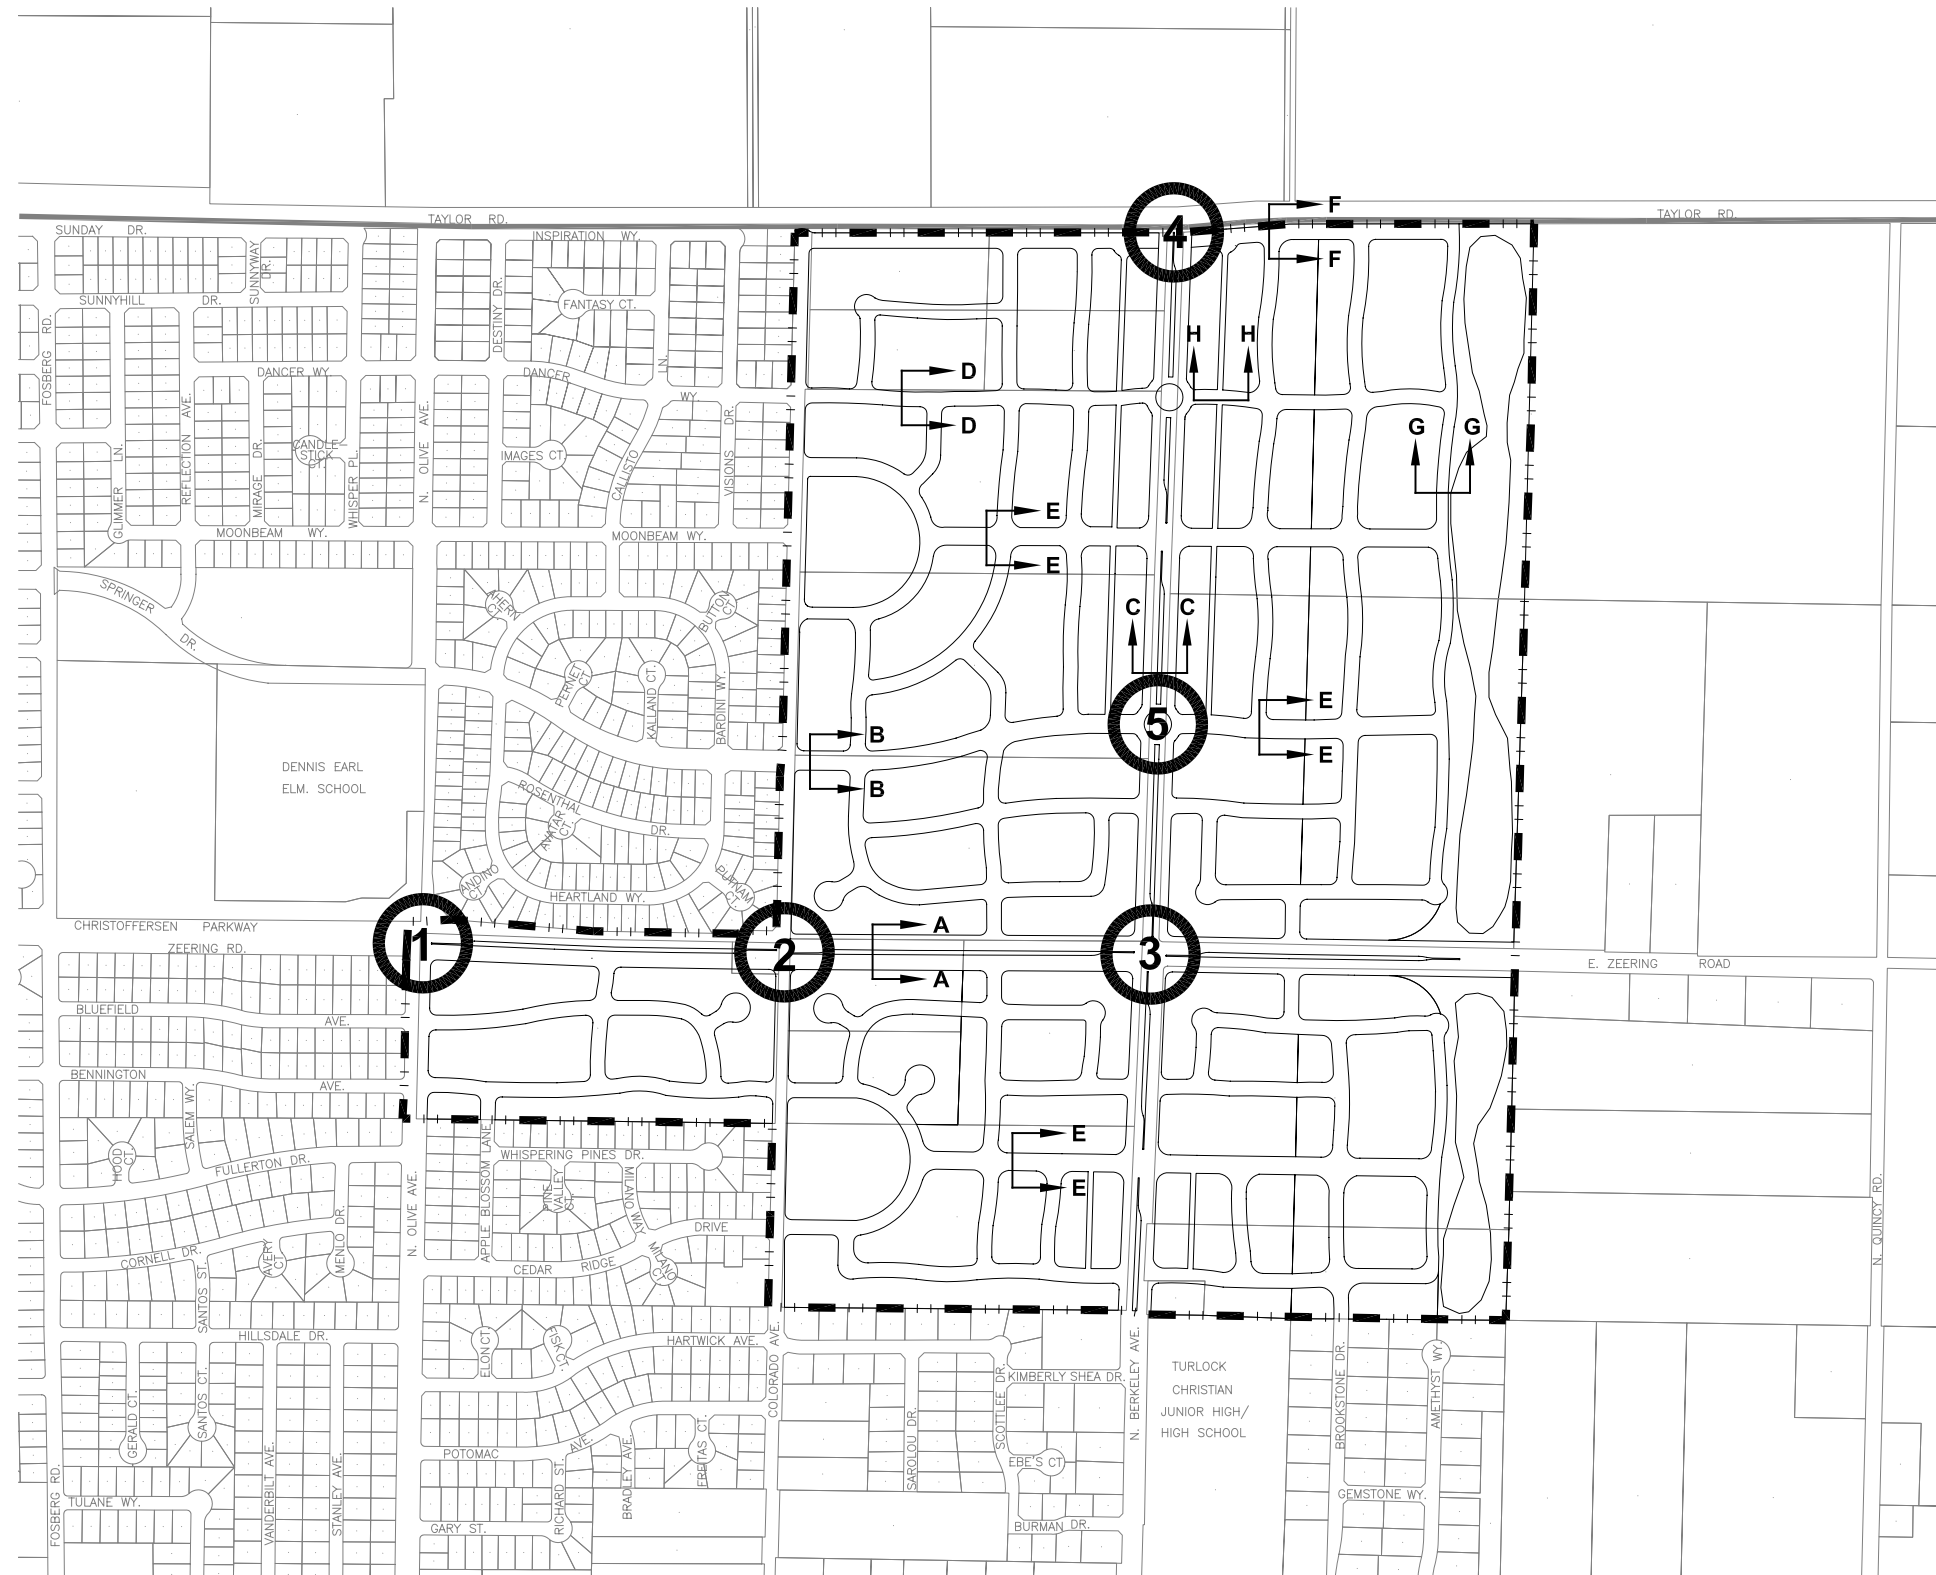 TAYLOR RD.
TAYLOR RD.
SUNDAY DR.
SUNNYWAY DR.
SUNNYHILL DR.
INSPIRATION WY.
FANTASY CT.
DESTINY DR.
FOSBERG RD.
DANCER WY.
DANCER WY
LN.
REFLECTION AVE.
MIRAGE DR.
CANDLE-
STICK
CT.
WHISPER PL.
N. OLIVE AVE.
IMAGES CT.
CALLISTO
VISIONS DR.
GLIMMER LN.
MOONBEAM WY.
MOONBEAM WY.
SPRINGER DR.
AHERN CT.
BUTTON CT.
PERNET CT.
KALLAND CT.
BARDINI WY.
DENNIS EARL
ELM. SCHOOL
ROSENTHAL DR.
AVATAR CT.
ANDINO CT.
PUTNAM CT.
HEARTLAND WY.
CHRISTOFFERSEN PARKWAY
ZEERING RD.
E. ZEERING ROAD
BLUEFIELD AVE.
BENNINGTON AVE.
SALEM WY.
HOOD CT.
FULLERTON DR.
N. OLIVE AVE.
APPLE BLOSSOM LANE
WHISPERING PINES DR.
PINE
VALLEY
CT.
MILANO WAY
DRIVE
CORNELL DR.
AVERY CT.
MENLO DR.
SANTOS ST.
CEDAR RIDGE
MILANO CT.
HILLSDALE DR.
ELON CT.
FISK CT.
HARTWICK AVE.
COLORADO AVE.
GERALD CT.
SANTOS CT.
VANDERBILT AVE.
STANLEY AVE.
POTOMAC AVE.
TULANE WY.
FOSBERG RD.
GARY ST.
RICHARD ST.
BRADLEY AVE.
FREITAS CT.
SAROLOU DR.
SCOTTLEE DR.
KIMBERLY SHEA DR.
EBE'S CT
BURMAN DR.
N. BERKELEY AVE.
TURLOCK
CHRISTIAN
JUNIOR HIGH/
HIGH SCHOOL
BROOKSTONE DR.
AMETHYST WY.
GEMSTONE WY.
N. QUINCY RD.
1
2
3
4
5
A
A
B
B
C
C
D
D
E
E
E
E
E
E
F
F
G
G
H
H